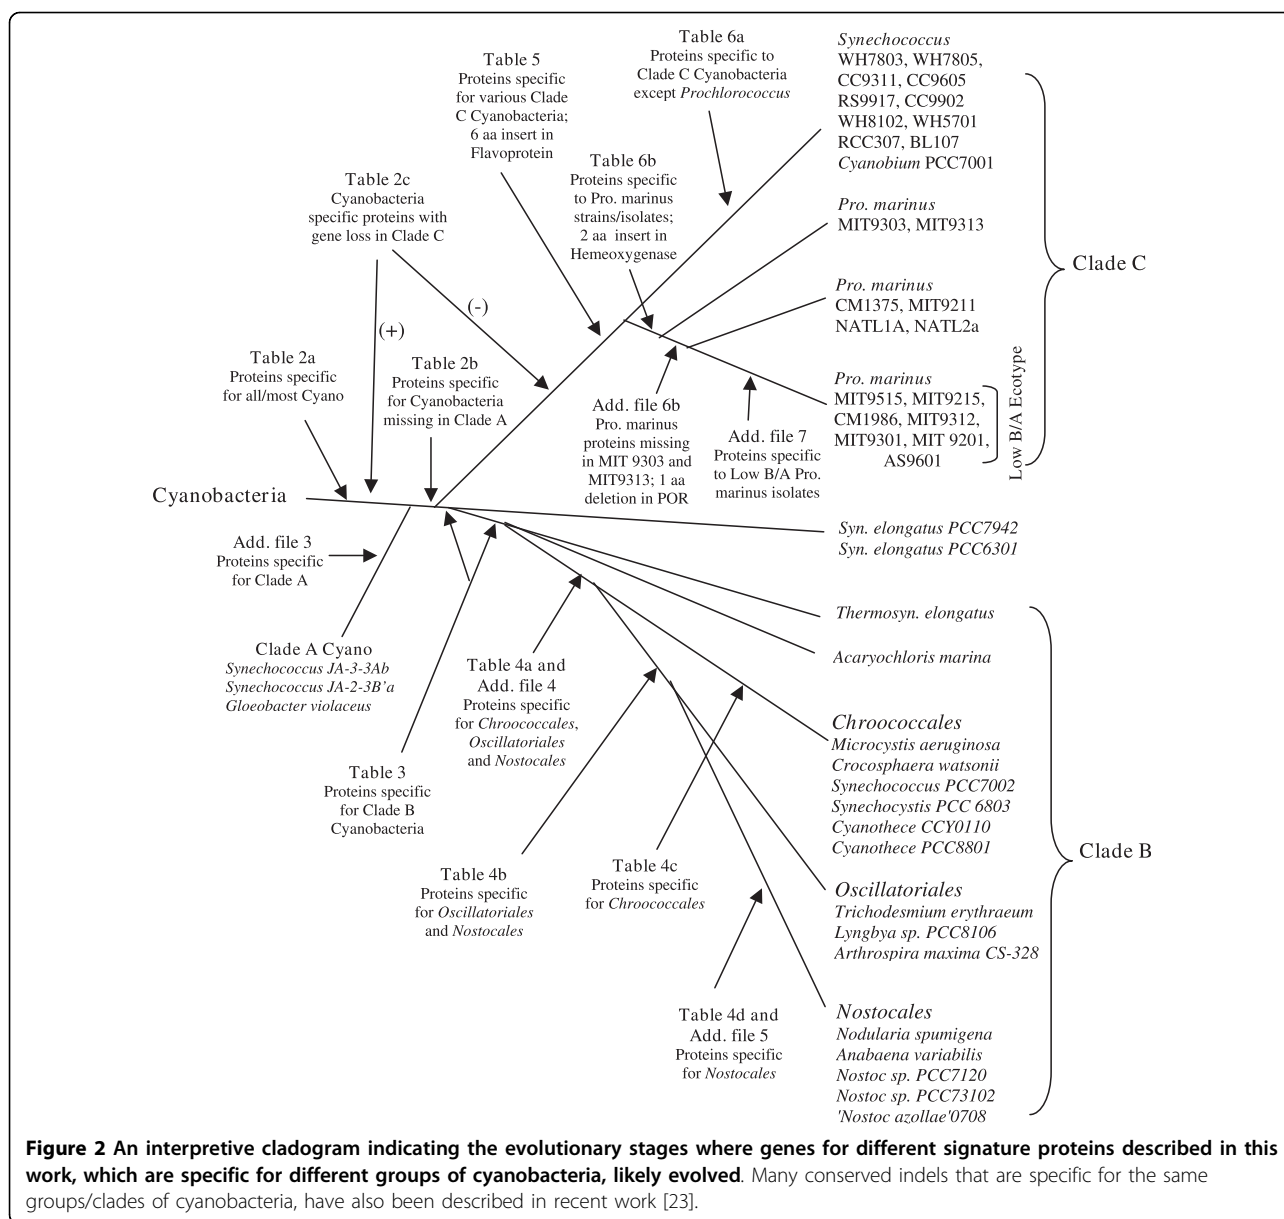 Table 6a
Proteins specific to
Clade C Cyanobacteria
except Prochlorococcus
Table 5
Proteins specific
for various Clade
C Cyanobacteria;
6 aa insert in
Flavoprotein
Table 6b
Proteins specific
to Pro. marinus
strains/isolates;
2 aa insert in
Hemeoxygenase
Table 2c
Cyanobacteria
specific proteins with
gene loss in Clade C
(-)
(+)
Table 2a
Proteins specific
for all/most Cyano
Table 2b
Proteins specific
for Cyanobacteria
missing in Clade A
Synechococcus
WH7803, WH7805,
CC9311, CC9605
RS9917, CC9902
WH8102, WH5701
RCC307, BL107
Cyanobium PCC7001
Pro. marinus
MIT9303, MIT9313
Pro. marinus
CM1375, MIT9211
NATL1A, NATL2a
Pro. marinus
MIT9515, MIT9215,
CM1986, MIT9312,
MIT9301, MIT 9201,
AS9601
Low B/A Ecotype
Clade C
Add. file 6b
Pro. marinus
proteins missing
in MIT 9303 and
MIT9313; 1 aa
deletion in POR
Add. file 7
Proteins specific
to Low B/A Pro.
marinus isolates
Cyanobacteria
Add. file 3
Proteins specific
for Clade A
Clade A Cyano
Synechococcus JA-3-3Ab
Synechococcus JA-2-3B'a
Gloeobacter violaceus
Syn. elongatus PCC7942
Syn. elongatus PCC6301
Thermosyn. elongatus
Acaryochloris marina
Table 4a and
Add. file 4
Proteins specific
for Chroococcales,
Oscillatoriales
and Nostocales
Table 3
Proteins specific
for Clade B
Cyanobacteria
Table 4b
Proteins specific
for Oscillatoriales
and Nostocales
Table 4c
Proteins specific
for Chroococcales
Table 4d and
Add. file 5
Proteins specific
for Nostocales
Chroococcales
Microcystis aeruginosa
Crocosphaera watsonii
Synechococcus PCC7002
Synechocystis PCC 6803
Cyanothece CCY0110
Cyanothece PCC8801
Clade B
Oscillatoriales
Trichodesmium erythraeum
Lyngbya sp. PCC8106
Arthrospira maxima CS-328
Nostocales
Nodularia spumigena
Anabaena variabilis
Nostoc sp. PCC7120
Nostoc sp. PCC73102
'Nostoc azollae'0708
Figure 2 An interpretive cladogram indicating the evolutionary stages where genes for different signature proteins described in this
work, which are specific for different groups of cyanobacteria, likely evolved. Many conserved indels that are specific for the same
groups/clades of cyanobacteria, have also been described in recent work [23].